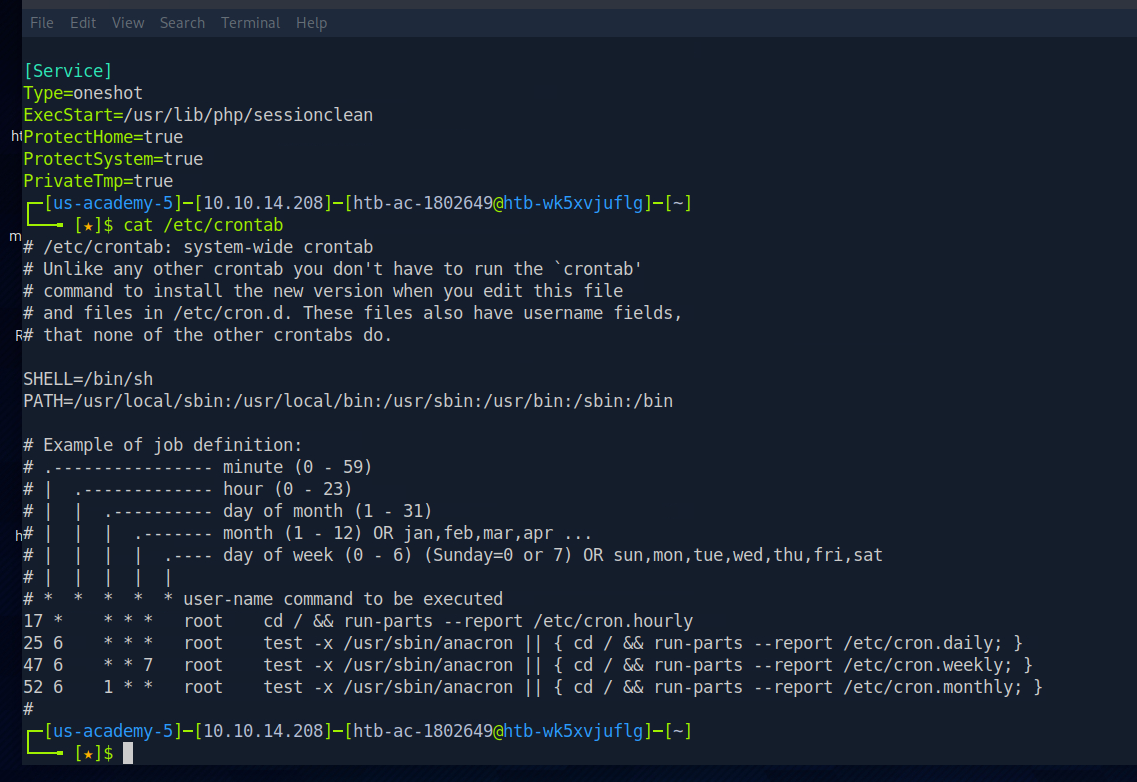 File Edit View Search Terminal Help
[Service]
Type=oneshot
ExecStart=/usr/lib/php/sessionclean
ProtectHome=true
ProtectSystem=true
PrivateTmp=true
┌─[us-academy-5]─[10.10.14.208]─[htb-ac-1802649@htb-wk5xvjuflg]─[~]
└──╼ [★]$ cat /etc/crontab
# /etc/crontab: system-wide crontab
# Unlike any other crontab you don't have to run the `crontab'
# command to install the new version when you edit this file
# and files in /etc/cron.d. These files also have username fields,
# that none of the other crontabs do.

SHELL=/bin/sh
PATH=/usr/local/sbin:/usr/local/bin:/usr/sbin:/usr/bin:/sbin:/bin

# Example of job definition:
# .---------------- minute (0 - 59)
# |  .------------- hour (0 - 23)
# |  |  .---------- day of month (1 - 31)
# |  |  |  .------- month (1 - 12) OR jan,feb,mar,apr ...
# |  |  |  |  .---- day of week (0 - 6) (Sunday=0 or 7) OR sun,mon,tue,wed,thu,fri,sat
# |  |  |  |  |
# *  *  *  *  * user-name command to be executed
17 *    * * *   root    cd / && run-parts --report /etc/cron.hourly
25 6    * * *   root    test -x /usr/sbin/anacron || { cd / && run-parts --report /etc/cron.daily; }
47 6    * * 7   root    test -x /usr/sbin/anacron || { cd / && run-parts --report /etc/cron.weekly; }
52 6    1 * *   root    test -x /usr/sbin/anacron || { cd / && run-parts --report /etc/cron.monthly; }
#
┌─[us-academy-5]─[10.10.14.208]─[htb-ac-1802649@htb-wk5xvjuflg]─[~]
└──╼ [★]$